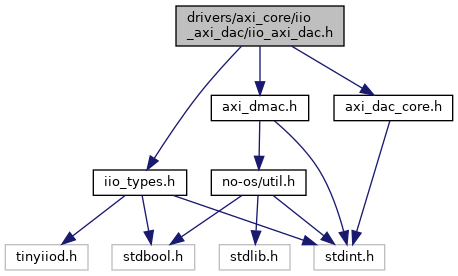 drivers/axi_core/iio
_axi_dac/iio_axi_dac.h
axi_dmac.h
axi_dac_core.h
iio_types.h
no-os/util.h
tinyiiod.h
stdbool.h
stdlib.h
stdint.h